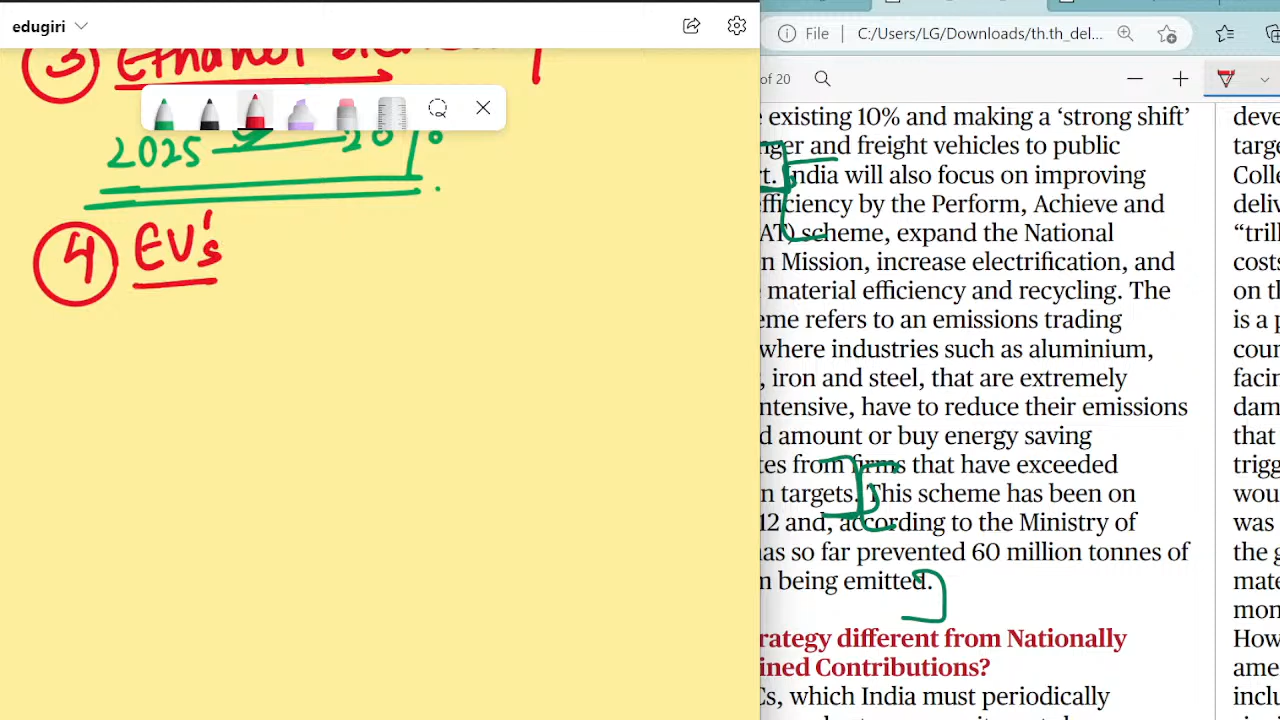 edugiri
③ Ethanol
2025 20%
④ EV's
File C:/Users/LG/Downloads/th.th_del...
of 20
existing 10% and making a ‘strong shift’
and freight vehicles to public
India will also focus on improving
efficiency by the Perform, Achieve and
AT) scheme, expand the National
n Mission, increase electrification, and
material efficiency and recycling. The
eme refers to an emissions trading
where industries such as aluminium,
, iron and steel, that are extremely
ntensive, have to reduce their emissions
d amount or buy energy saving
tes from firms that have exceeded
n targets. This scheme has been on
12 and, according to the Ministry of
has so far prevented 60 million tonnes of
n being emitted.
rategy different from Nationally
ined Contributions?
Cs, which India must periodically
deve
targe
Colle
deliv
“trill
costs
on th
is a p
cour
facin
dam
that
trigg
wou
was
the g
mate
mon
How
ame
inclu